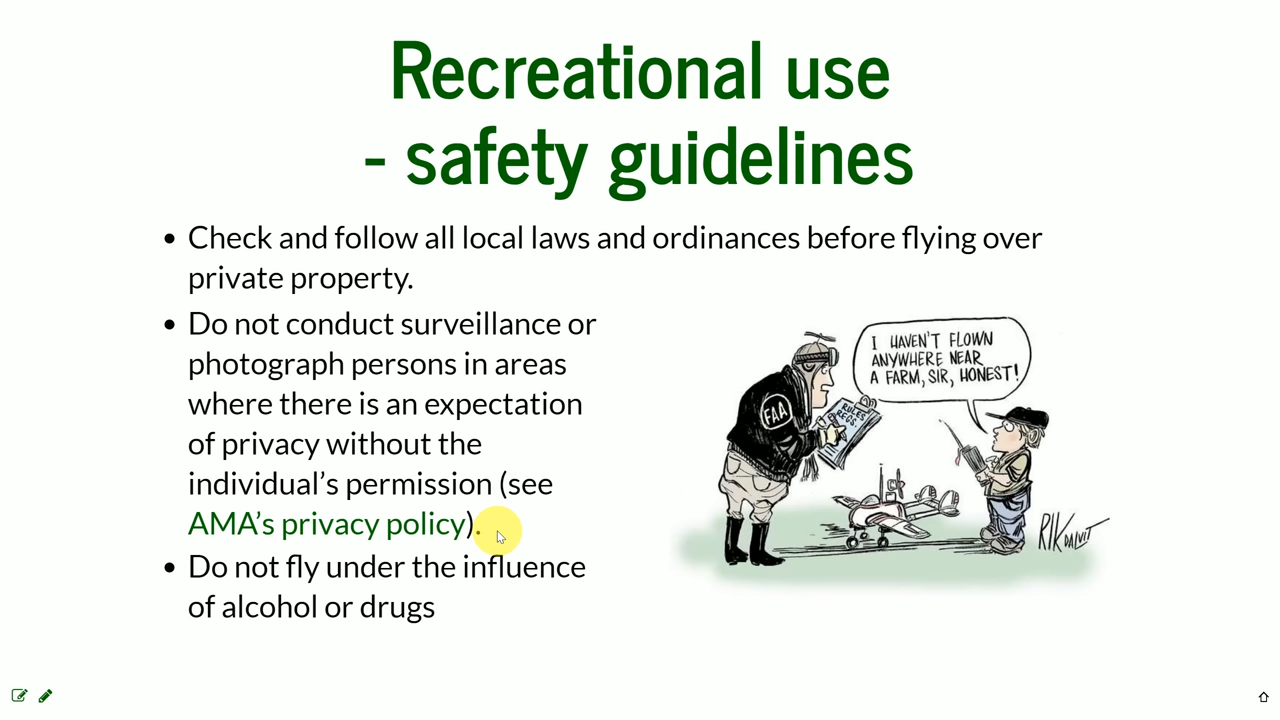 Recreational use
- safety guidelines
• Check and follow all local laws and ordinances before flying over
private property.
• Do not conduct surveillance or
photograph persons in areas
where there is an expectation
of privacy without the
individual’s permission (see
AMA’s privacy policy).
• Do not fly under the influence
of alcohol or drugs
I HAVEN'T FLOWN
ANYWHERE NEAR
A FARM, SIR, HONEST!
FAA
RULES
REGS.
RIK DALVIT